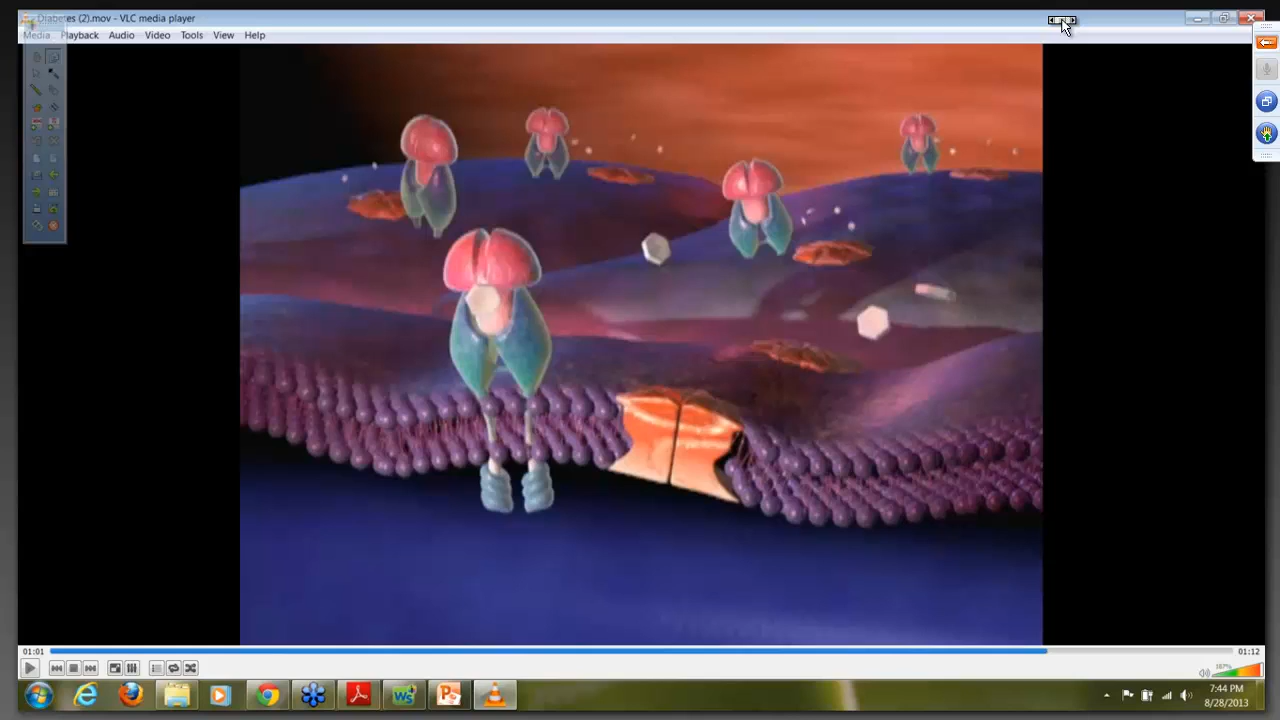 Diabetes (2).mov - VLC media player
Media Playback Audio Video Tools View Help
01:01
01:12
187%
7:44 PM
8/28/2013